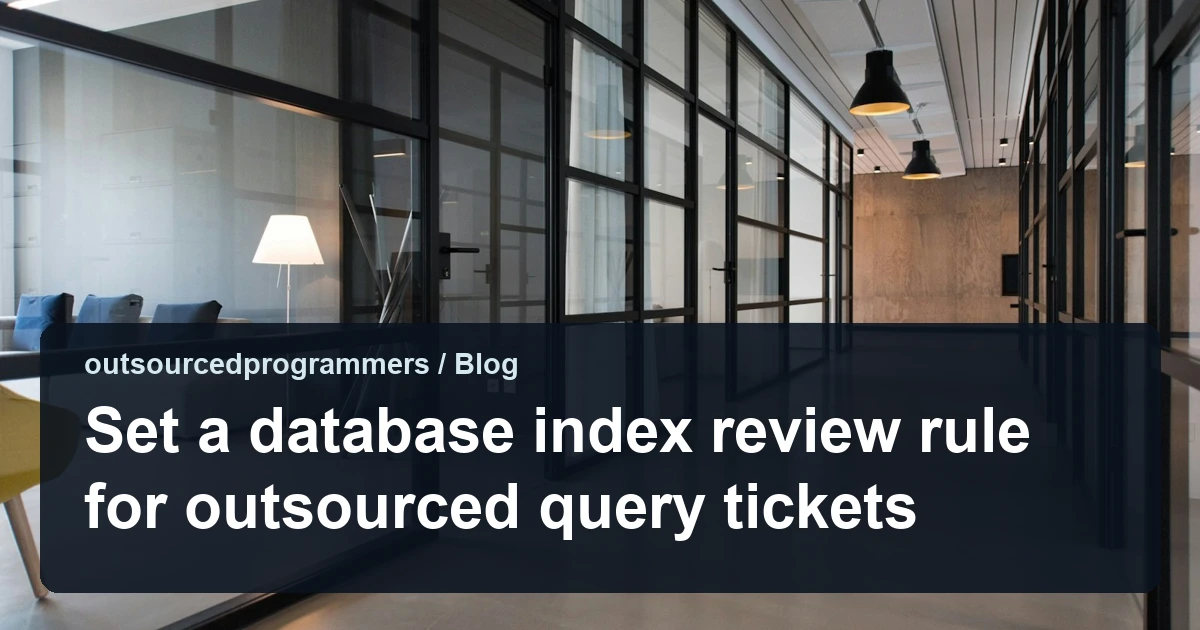 outsourcedprogrammers / Blog
Set a database index review rule
for outsourced query tickets